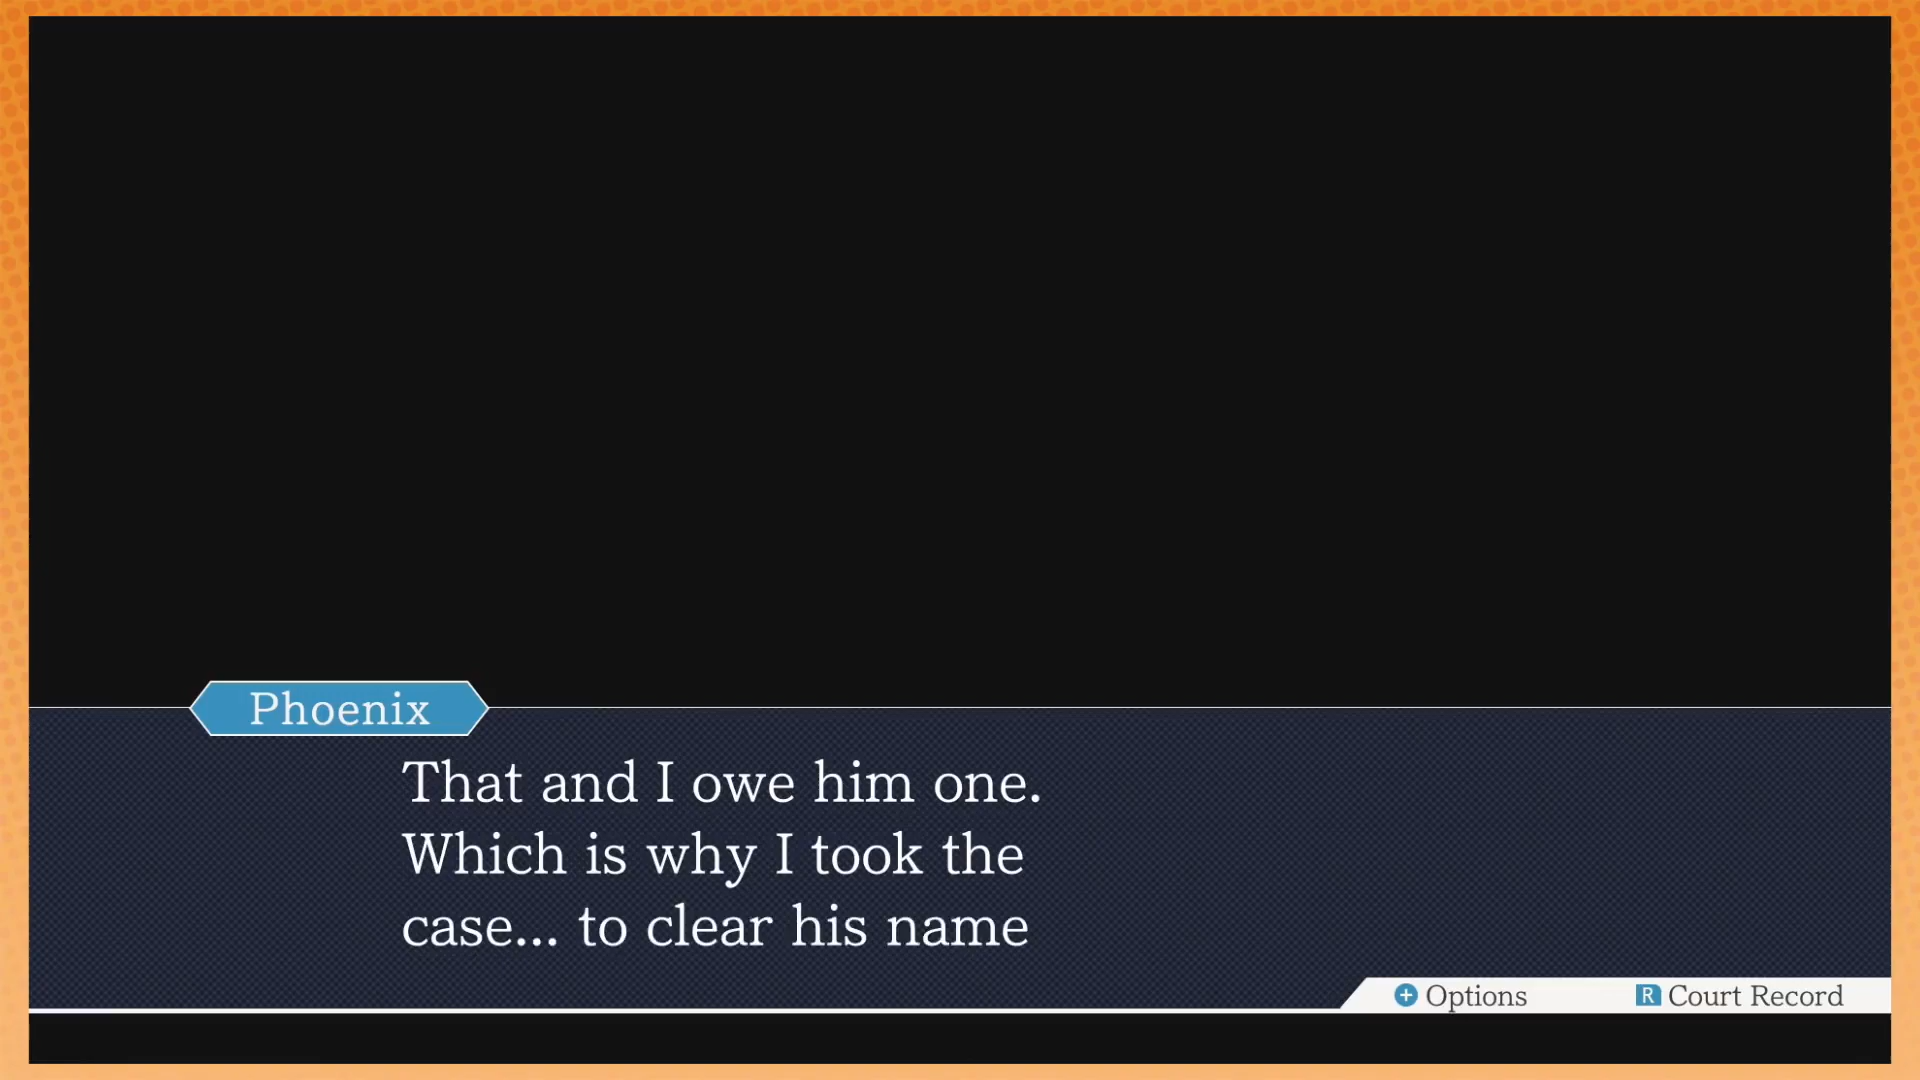 Phoenix
That and I owe him one.
Which is why I took the
case... to clear his name
+ Options
R Court Record